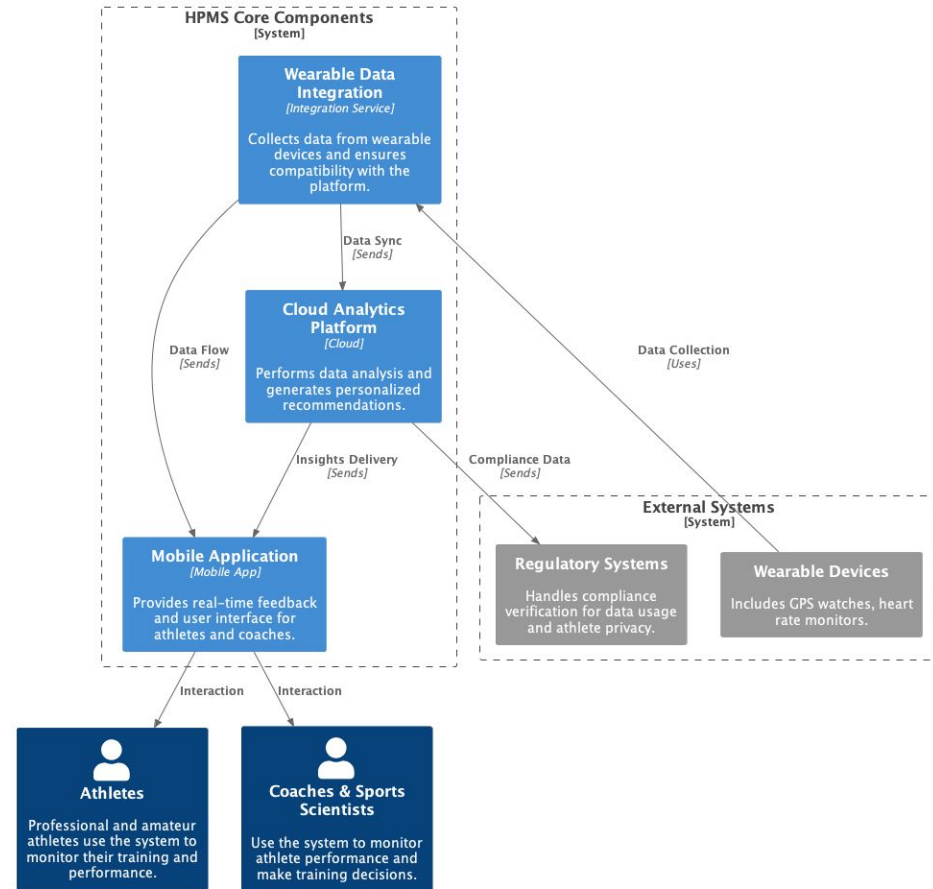 HPMS Core Components
[System]
Wearable Data
Integration
[Integration Service]
Collects data from wearable
devices and ensures
compatibility with the
platform.
Data Sync
[Sends]
Cloud Analytics
Platform
[Cloud]
Performs data analysis and
generates personalized
recommendations.
Data Flow
[Sends]
Data Collection
[Uses]
Insights Delivery
[Sends]
Compliance Data
[Sends]
External Systems
[System]
Mobile Application
[Mobile App]
Provides real-time feedback
and user interface for
athletes and coaches.
Regulatory Systems
Handles compliance
verification for data usage
and athlete privacy.
Wearable Devices
Includes GPS watches, heart
rate monitors.
Interaction
Interaction
Athletes
Professional and amateur
athletes use the system to
monitor their training and
performance.
Coaches & Sports
Scientists
Use the system to monitor
athlete performance and
make training decisions.